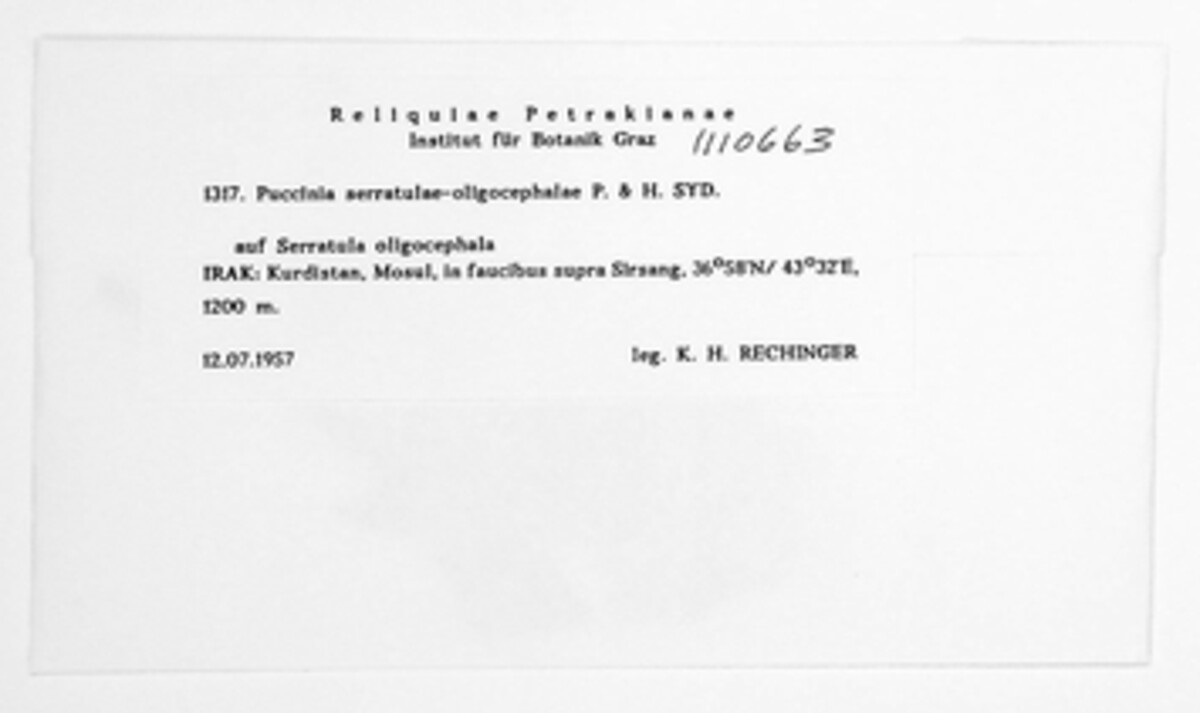 Reliquiae Petrakianae
Institut für Botanik Graz 1110663
1317. Puccinia serratulae-oligocephalae P. & H. SYD.
auf Serratula oligocephala
IRAK: Kurdistan, Mosul, in faucibus supra Sirsang, 36°58'N/ 43°32'E,
1200 m.
12.07.1957 leg. K. H. RECHINGER